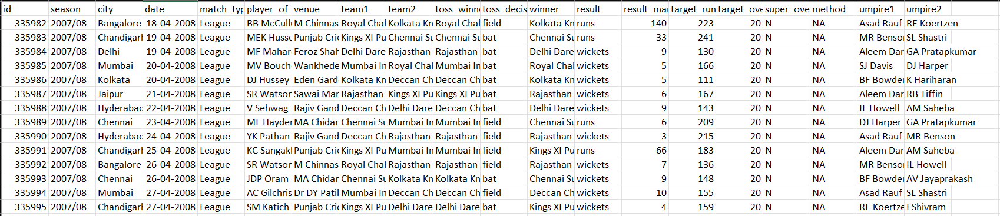 id season city date match_typ player_of_ venue team1 team2 toss_winn toss_decis winner result result_mar target_run target_ove super_ove method umpire1 umpire2
335982 2007/08 Bangalore 18-04-2008 League BB McCull M Chinnas Royal Chal Kolkata Kn Royal Chal field Kolkata Kn runs 140 223 20 N NA Asad Rauf RE Koertzen
335983 2007/08 Chandigarh 19-04-2008 League MEK Husse Punjab Cric Kings XI Pu Chennai Su Chennai Su bat Chennai Su runs 33 241 20 N NA MR Benson SL Shastri
335984 2007/08 Delhi 19-04-2008 League MF Mahar Feroz Shah Delhi Dare Rajasthan Rajasthan bat Delhi Dare wickets 9 130 20 N NA Aleem Dar GA Pratapkumar
335985 2007/08 Mumbai 20-04-2008 League MV Bouch Wankhede Mumbai In Royal Chal Mumbai In bat Royal Chal wickets 5 166 20 N NA SJ Davis DJ Harper
335986 2007/08 Kolkata 20-04-2008 League DJ Hussey Eden Gard Kolkata Kn Deccan Ch Deccan Ch bat Kolkata Kn wickets 5 111 20 N NA BF Bowden K Hariharan
335987 2007/08 Jaipur 21-04-2008 League SR Watson Sawai Mar Rajasthan Kings XI Pu Kings XI Pu bat Rajasthan wickets 6 167 20 N NA Aleem Dar RB Tiffin
335988 2007/08 Hyderabad 22-04-2008 League V Sehwag Rajiv Gand Deccan Ch Delhi Dare Deccan Ch bat Delhi Dare wickets 9 143 20 N NA IL Howell AM Saheba
335989 2007/08 Chennai 23-04-2008 League ML Hayden MA Chidar Chennai Su Mumbai In Mumbai In field Chennai Su runs 6 209 20 N NA DJ Harper GA Pratapkumar
335990 2007/08 Hyderabad 24-04-2008 League YK Pathan Rajiv Gand Deccan Ch Rajasthan Rajasthan field Rajasthan wickets 3 215 20 N NA Asad Rauf MR Benson
335991 2007/08 Chandigarh 25-04-2008 League KC Sangakk Punjab Cric Kings XI Pu Mumbai In Mumbai In field Kings XI Pu runs 66 183 20 N NA Aleem Dar AM Saheba
335992 2007/08 Bangalore 26-04-2008 League SR Watson M Chinnas Royal Chal Rajasthan Rajasthan field Rajasthan wickets 7 136 20 N NA MR Benson IL Howell
335993 2007/08 Chennai 26-04-2008 League JDP Oram MA Chidar Chennai Su Kolkata Kn Kolkata Kn bat Chennai Su wickets 9 148 20 N NA BF Bowden AV Jayaprakash
335994 2007/08 Mumbai 27-04-2008 League AC Gilchris Dr DY Patil Mumbai In Deccan Ch Deccan Ch field Deccan Ch wickets 10 155 20 N NA Asad Rauf SL Shastri
335995 2007/08 Chandigarh 27-04-2008 League SM Katich Punjab Cric Kings XI Pu Delhi Dare Delhi Dare bat Kings XI Pu wickets 4 159 20 N NA RE Koertze I Shivram